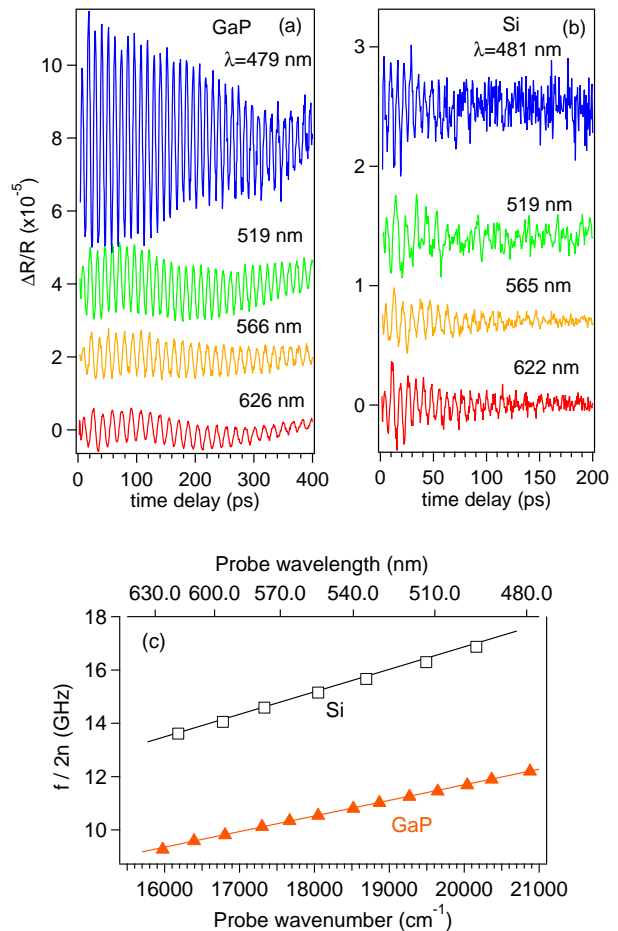 GaP (a)
λ=479 nm
519 nm
566 nm
626 nm
ΔR/R (x10⁻⁵)
10
8
6
4
2
0
0 100 200 300 400
time delay (ps)
Si (b)
λ=481 nm
519 nm
565 nm
622 nm
3
2
1
0
0 50 100 150 200
time delay (ps)
Probe wavelength (nm)
630.0 600.0 570.0 540.0 510.0 480.0
(c)
Si
GaP
f / 2n (GHz)
18
16
14
12
10
16000 17000 18000 19000 20000 21000
Probe wavenumber (cm⁻¹)